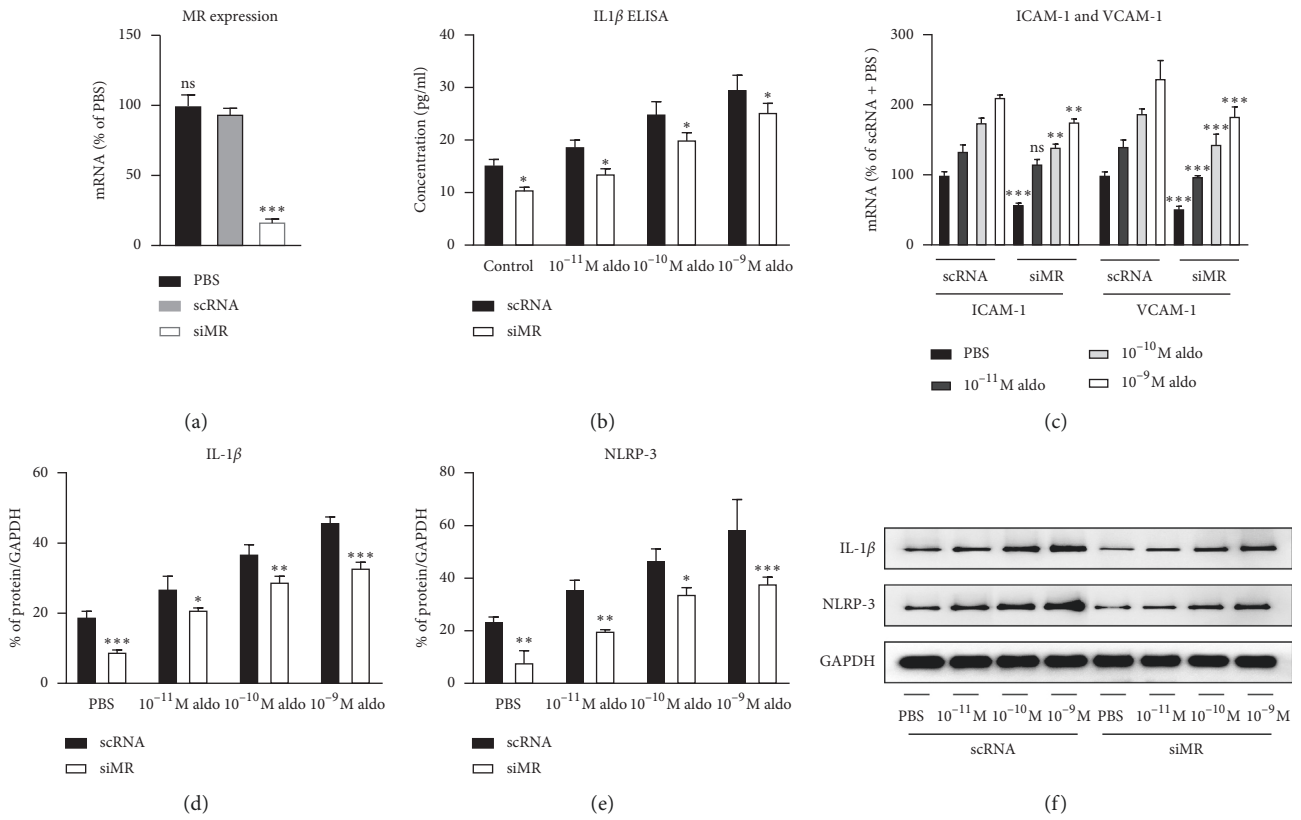 MR expression
150
100
50
0
mRNA (% of PBS)
ns
***
PBS
scRNA
siMR
(a)
IL1β ELISA
40
30
20
10
0
Concentration (pg/ml)
* * * *
Control 10⁻¹¹ M aldo 10⁻¹⁰ M aldo 10⁻⁹ M aldo
scRNA
siMR
(b)
ICAM-1 and VCAM-1
300
200
100
0
mRNA (% of scRNA + PBS)
*** ns ** ** *** *** *** ***
scRNA siMR scRNA siMR
ICAM-1 VCAM-1
PBS 10⁻¹⁰ M aldo
10⁻¹¹ M aldo 10⁻⁹ M aldo
(c)
IL-1β
60
40
20
0
% of protein/GAPDH
*** * ** ***
PBS 10⁻¹¹ M aldo 10⁻¹⁰ M aldo 10⁻⁹ M aldo
scRNA
siMR
(d)
NLRP-3
80
60
40
20
0
% of protein/GAPDH
** ** * ***
PBS 10⁻¹¹ M aldo 10⁻¹⁰ M aldo 10⁻⁹ M aldo
scRNA
siMR
(e)
IL-1β
NLRP-3
GAPDH
PBS 10⁻¹¹ M 10⁻¹⁰ M 10⁻⁹ M PBS 10⁻¹¹ M 10⁻¹⁰ M 10⁻⁹ M
scRNA siMR
(f)